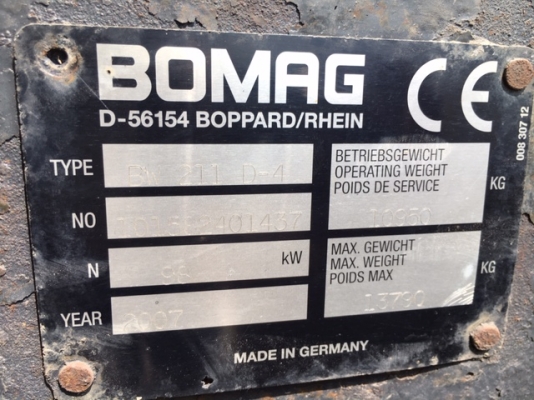 BOMAG CE
D-56154 BOPPARD/RHEIN
008 307 12
TYPE BW 211 D-4
BETRIEBSGEWICHT
OPERATING WEIGHT KG
POIDS DE SERVICE
NO
N kW
MAX. GEWICHT
MAX. WEIGHT KG
POIDS MAX
13790
YEAR 2007
MADE IN GERMANY